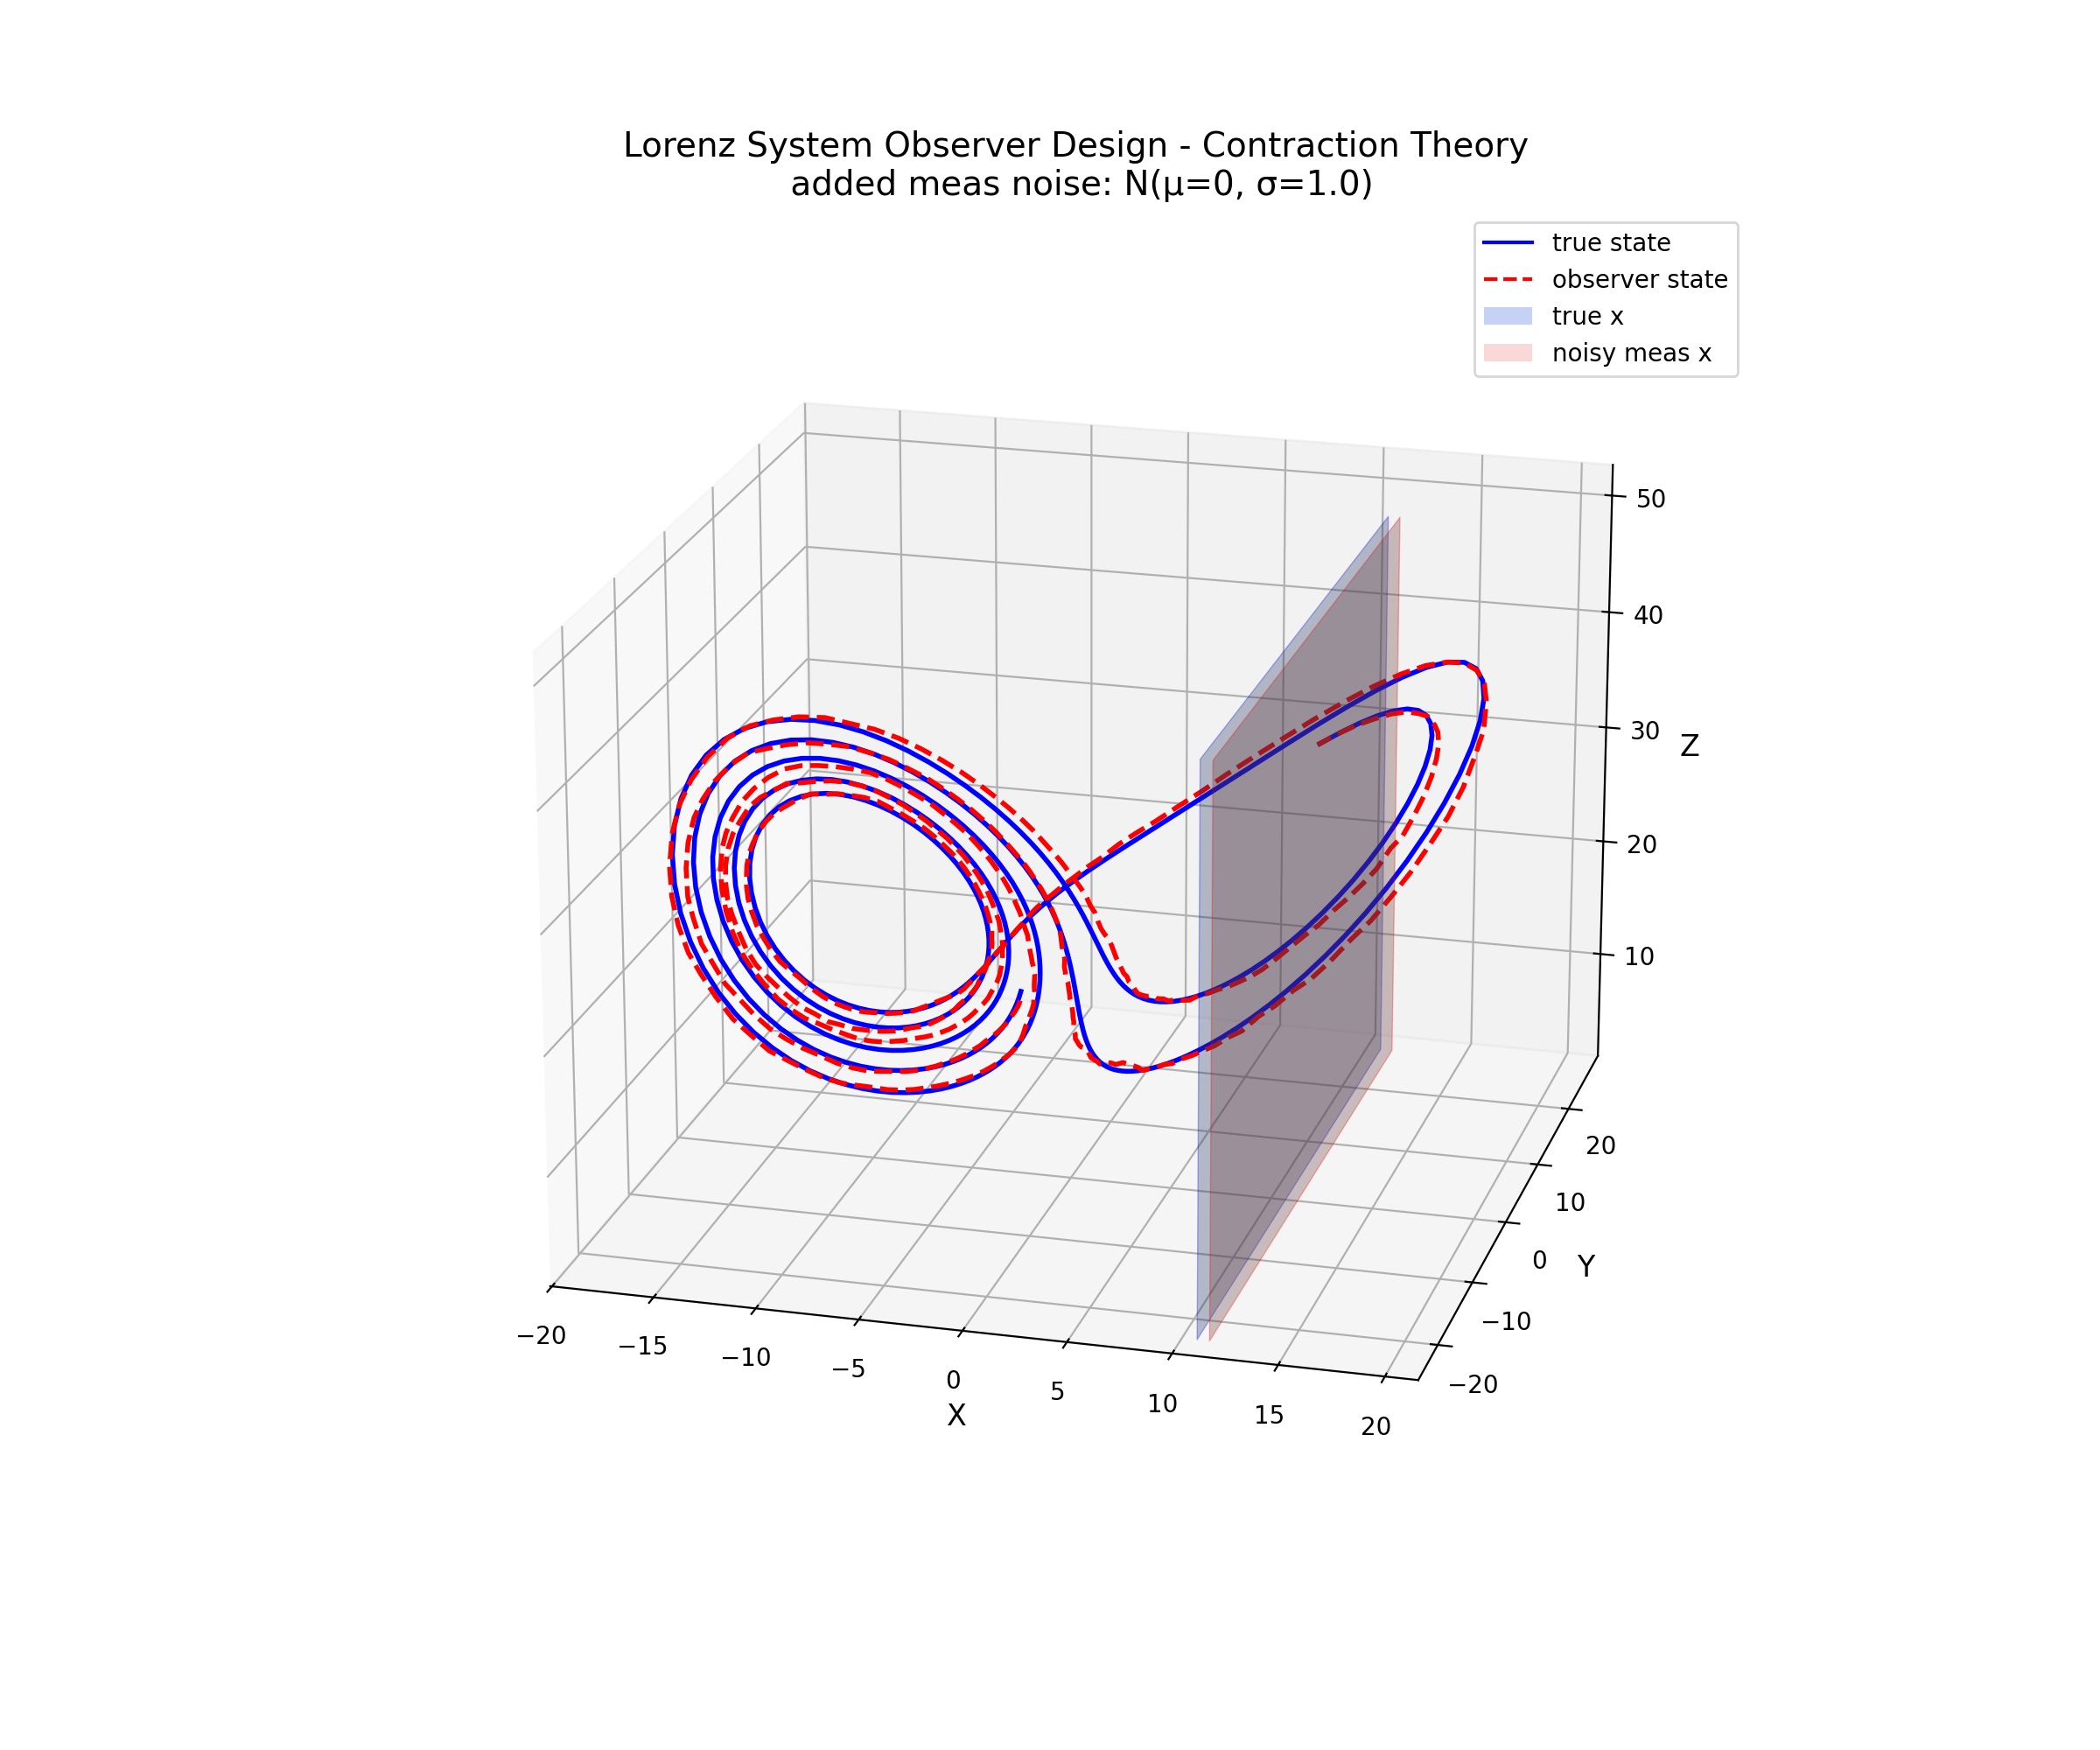 Lorenz System Observer Design - Contraction Theory
added meas noise: N(μ=0, σ=1.0)
true state
observer state
true x
noisy meas x
50
40
30
Z
20
10
20
10
0
Y
−10
−20
−20
−15
−10
−5
0
5
10
15
20
X